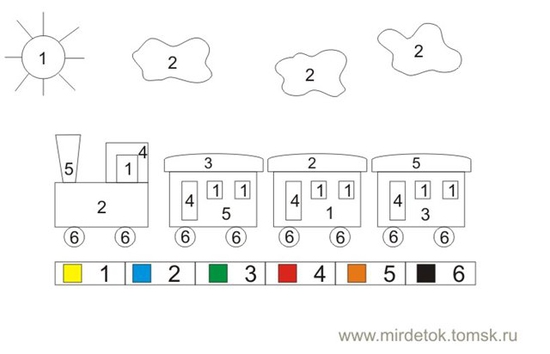 1 2 2 2
5 4 1 3 2 5
4 1 1 4 1 1 4 1 1
2 5 1 3
6 6 6 6 6 6 6 6
1 2 3 4 5 6
www.mirdetok.tomsk.ru